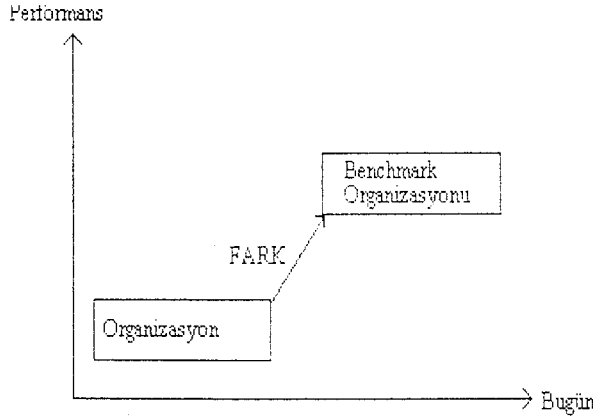 Performans
Benchmark
Organizasyonu
FARK
Organizasyon
Bugün